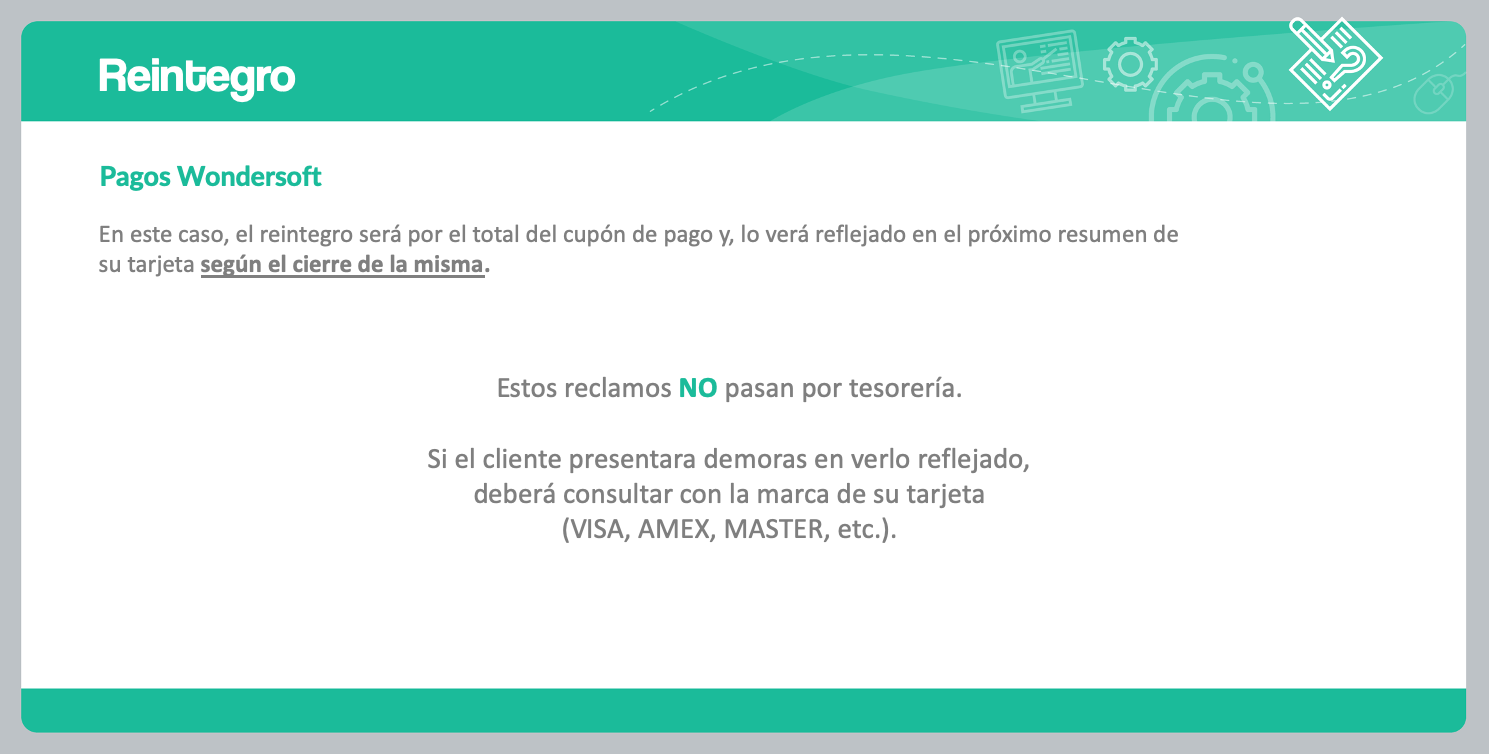 Reintegro
Pagos Wondersoft
En este caso, el reintegro será por el total del cupón de pago y, lo verá reflejado en el próximo resumen de
su tarjeta según el cierre de la misma.
Estos reclamos NO pasan por tesorería.
Si el cliente presentara demoras en verlo reflejado,
deberá consultar con la marca de su tarjeta
(VISA, AMEX, MASTER, etc.).